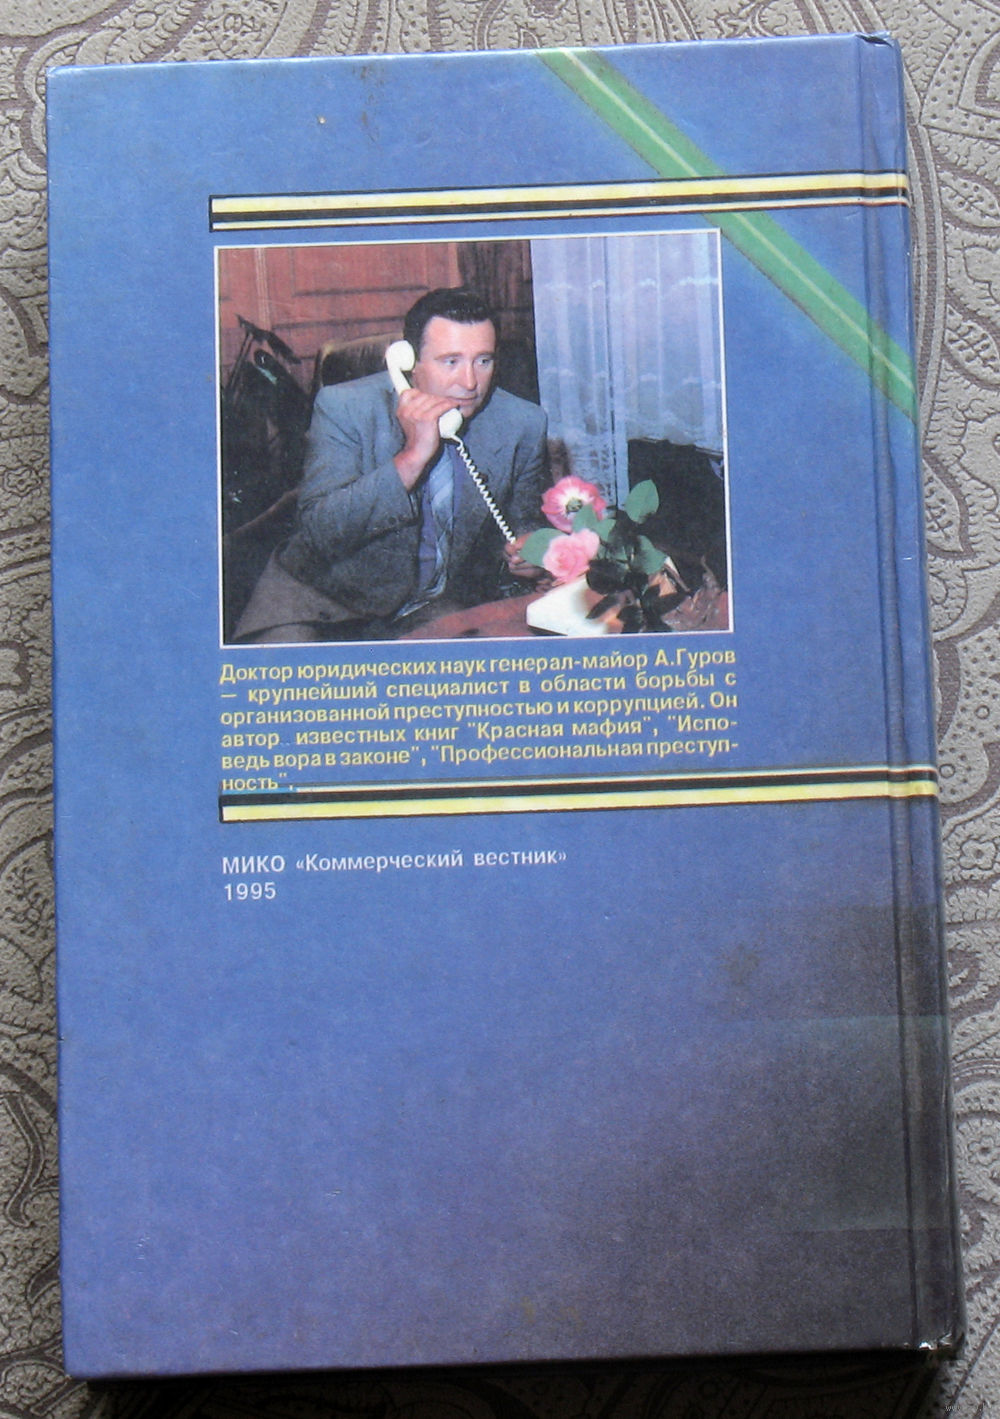 Доктор юридических наук генерал-майор А.Гуров
— крупнейший специалист в области борьбы с
организованной преступностью и коррупцией. Он
автор известных книг "Красная мафия", "Испо-
ведь вора в законе", "Профессиональная преступ-
ность".
МИКО «Коммерческий вестник»
1995